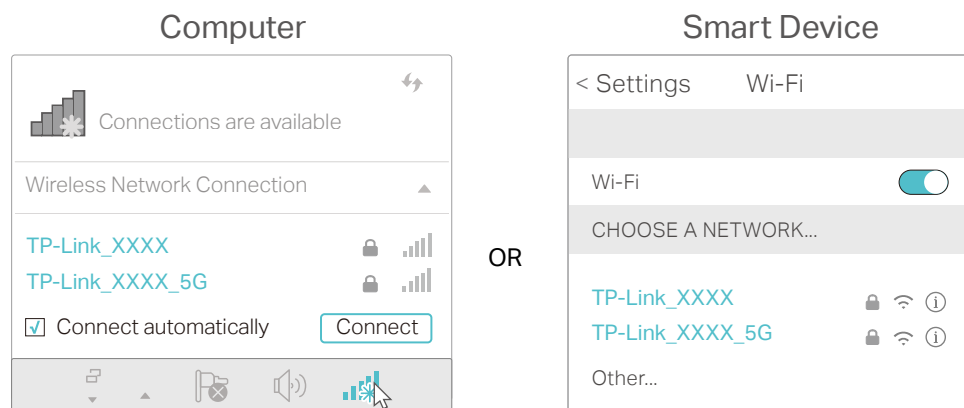 Computer
Connections are available
Wireless Network Connection
TP-Link_XXXX
TP-Link_XXXX_5G
Connect automatically
Connect
OR
Smart Device
< Settings Wi-Fi
Wi-Fi
CHOOSE A NETWORK...
TP-Link_XXXX
TP-Link_XXXX_5G
Other...